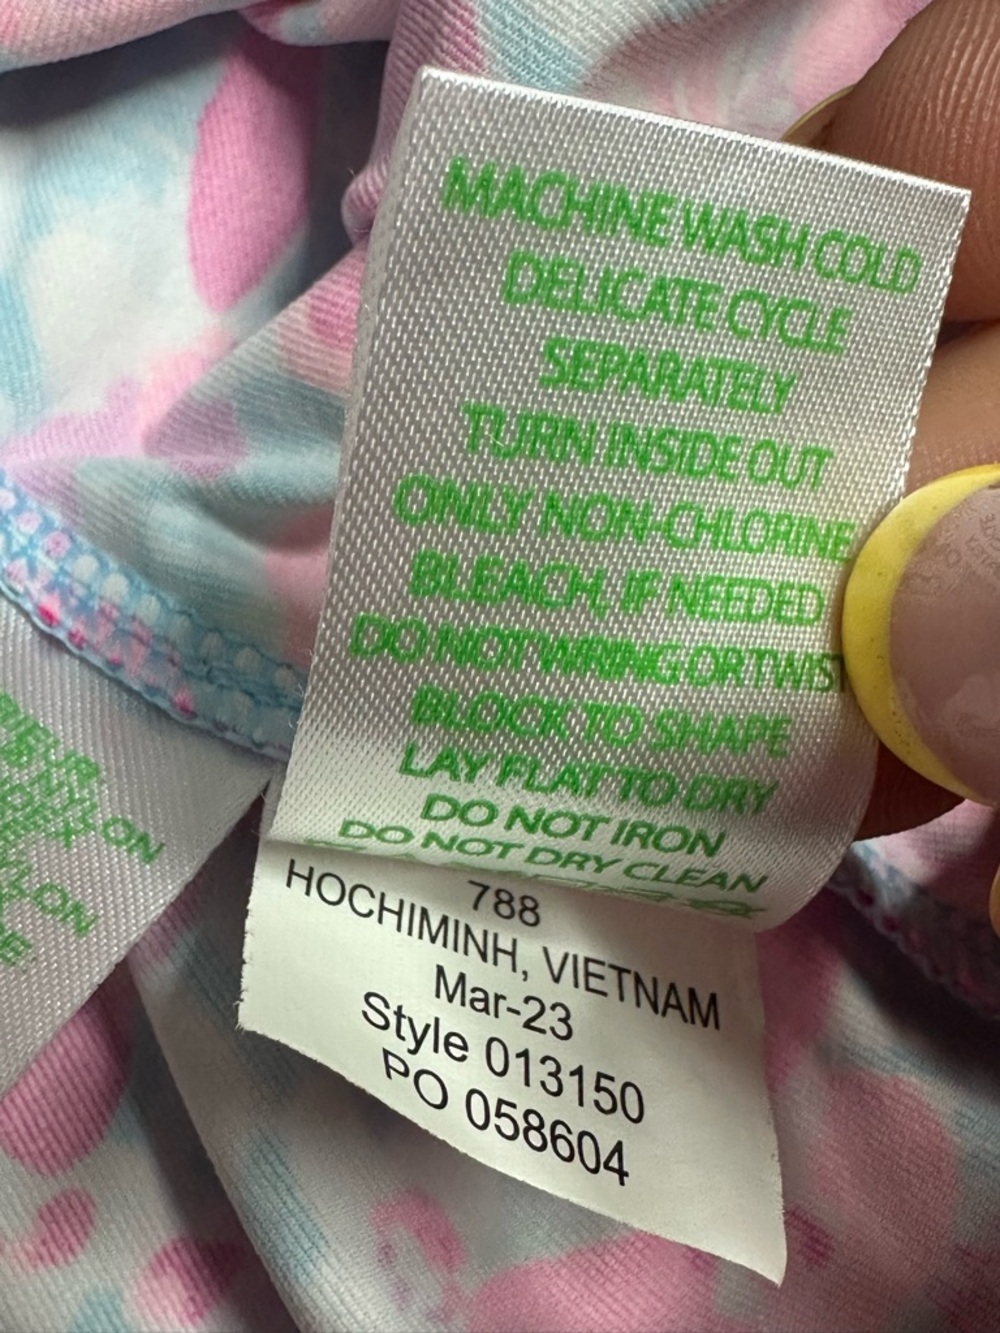 MACHINE WASH COLD
DELICATE CYCLE
SEPARATELY
TURN INSIDE OUT
ONLY NON-CHLORINE
BLEACH, IF NEEDED
DO NOT WRING OR TWIST
BLOCK TO SHAPE
LAY FLAT TO DRY
DO NOT IRON
DO NOT DRY CLEAN
788
HOCHIMINH, VIETNAM
Mar-23
Style 013150
PO 058604